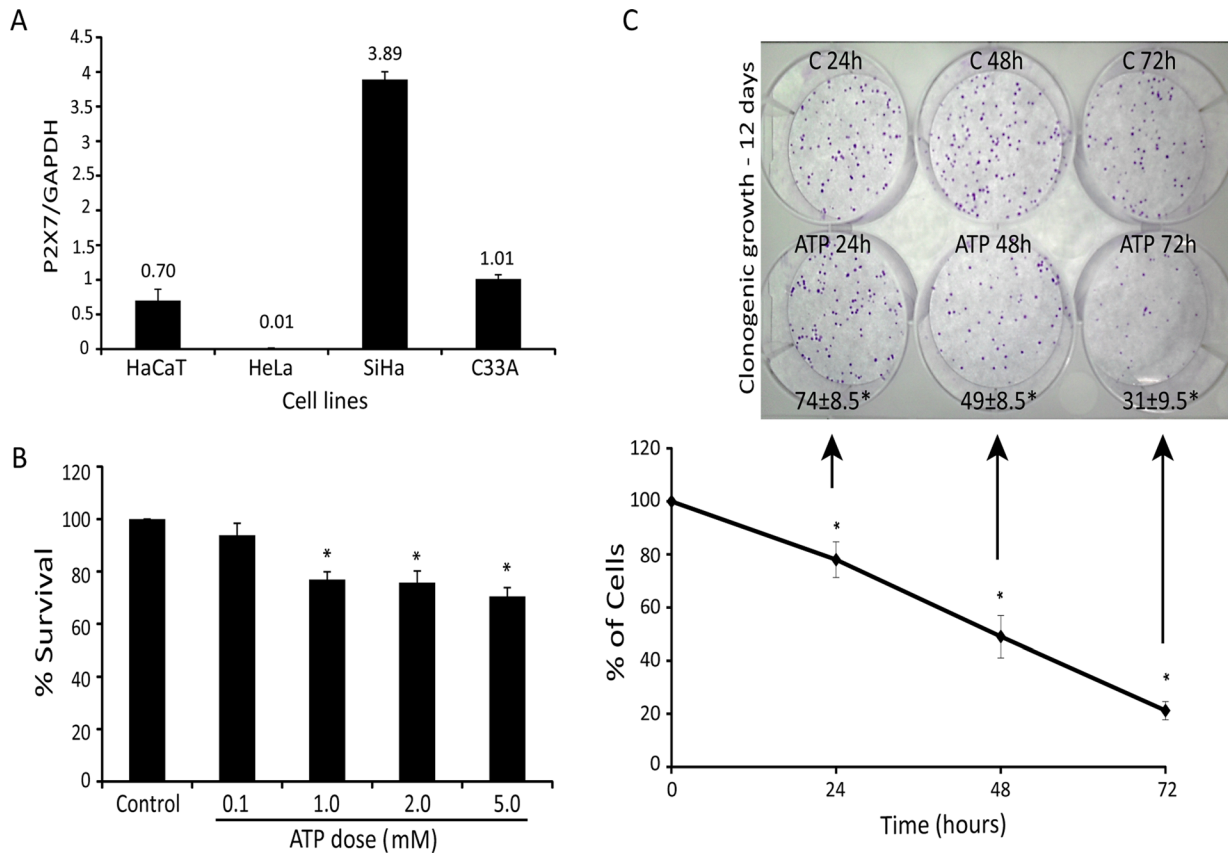 A
P2X7/GAPDH
4.5
4
3.5
3
2.5
2
1.5
1
0.5
0
0.70
0.01
3.89
1.01
HaCaT HeLa SiHa C33A
Cell lines
B
% Survival
120
100
80
60
40
20
0
*
*
*
Control 0.1 1.0 2.0 5.0
ATP dose (mM)
C
Clonogenic growth - 12 days
C 24h C 48h C 72h
ATP 24h ATP 48h ATP 72h
74±8.5* 49±8.5* 31±9.5*
% of Cells
120
100
80
60
40
20
0
*
*
*
0 24 48 72
Time (hours)